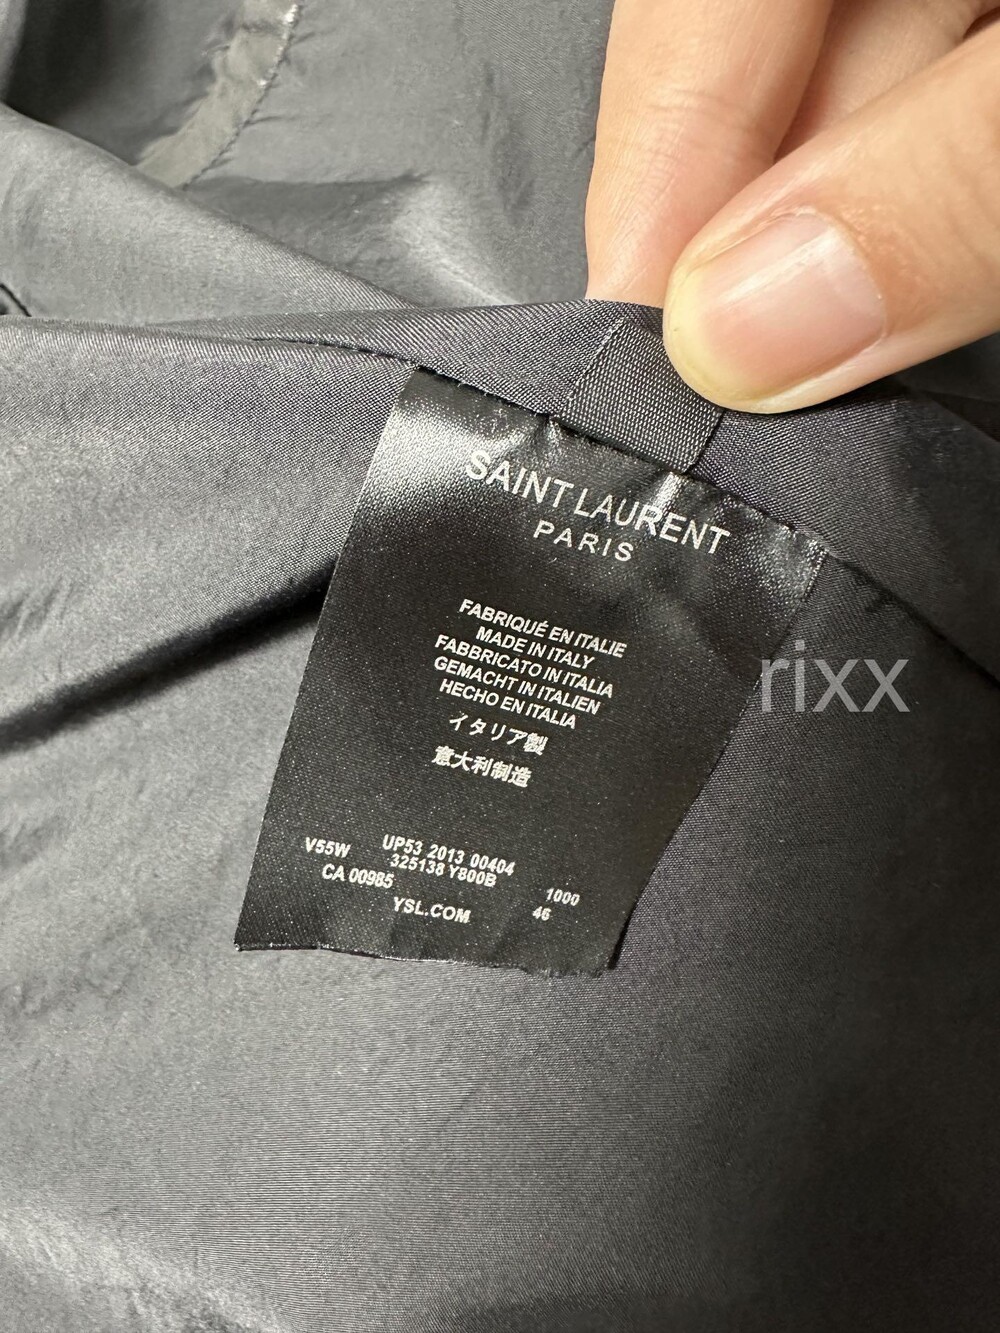 SAINT LAURENT
PARIS
FABRIQUÉ EN ITALIE
MADE IN ITALY
FABBRICATO IN ITALIA
GEMACHT IN ITALIEN
HECHO EN ITALIA
イタリア製
意大利制造
V55W UP53 2013 00404
325138 Y800B
CA 00985 1000
YSL.COM 46
rixx